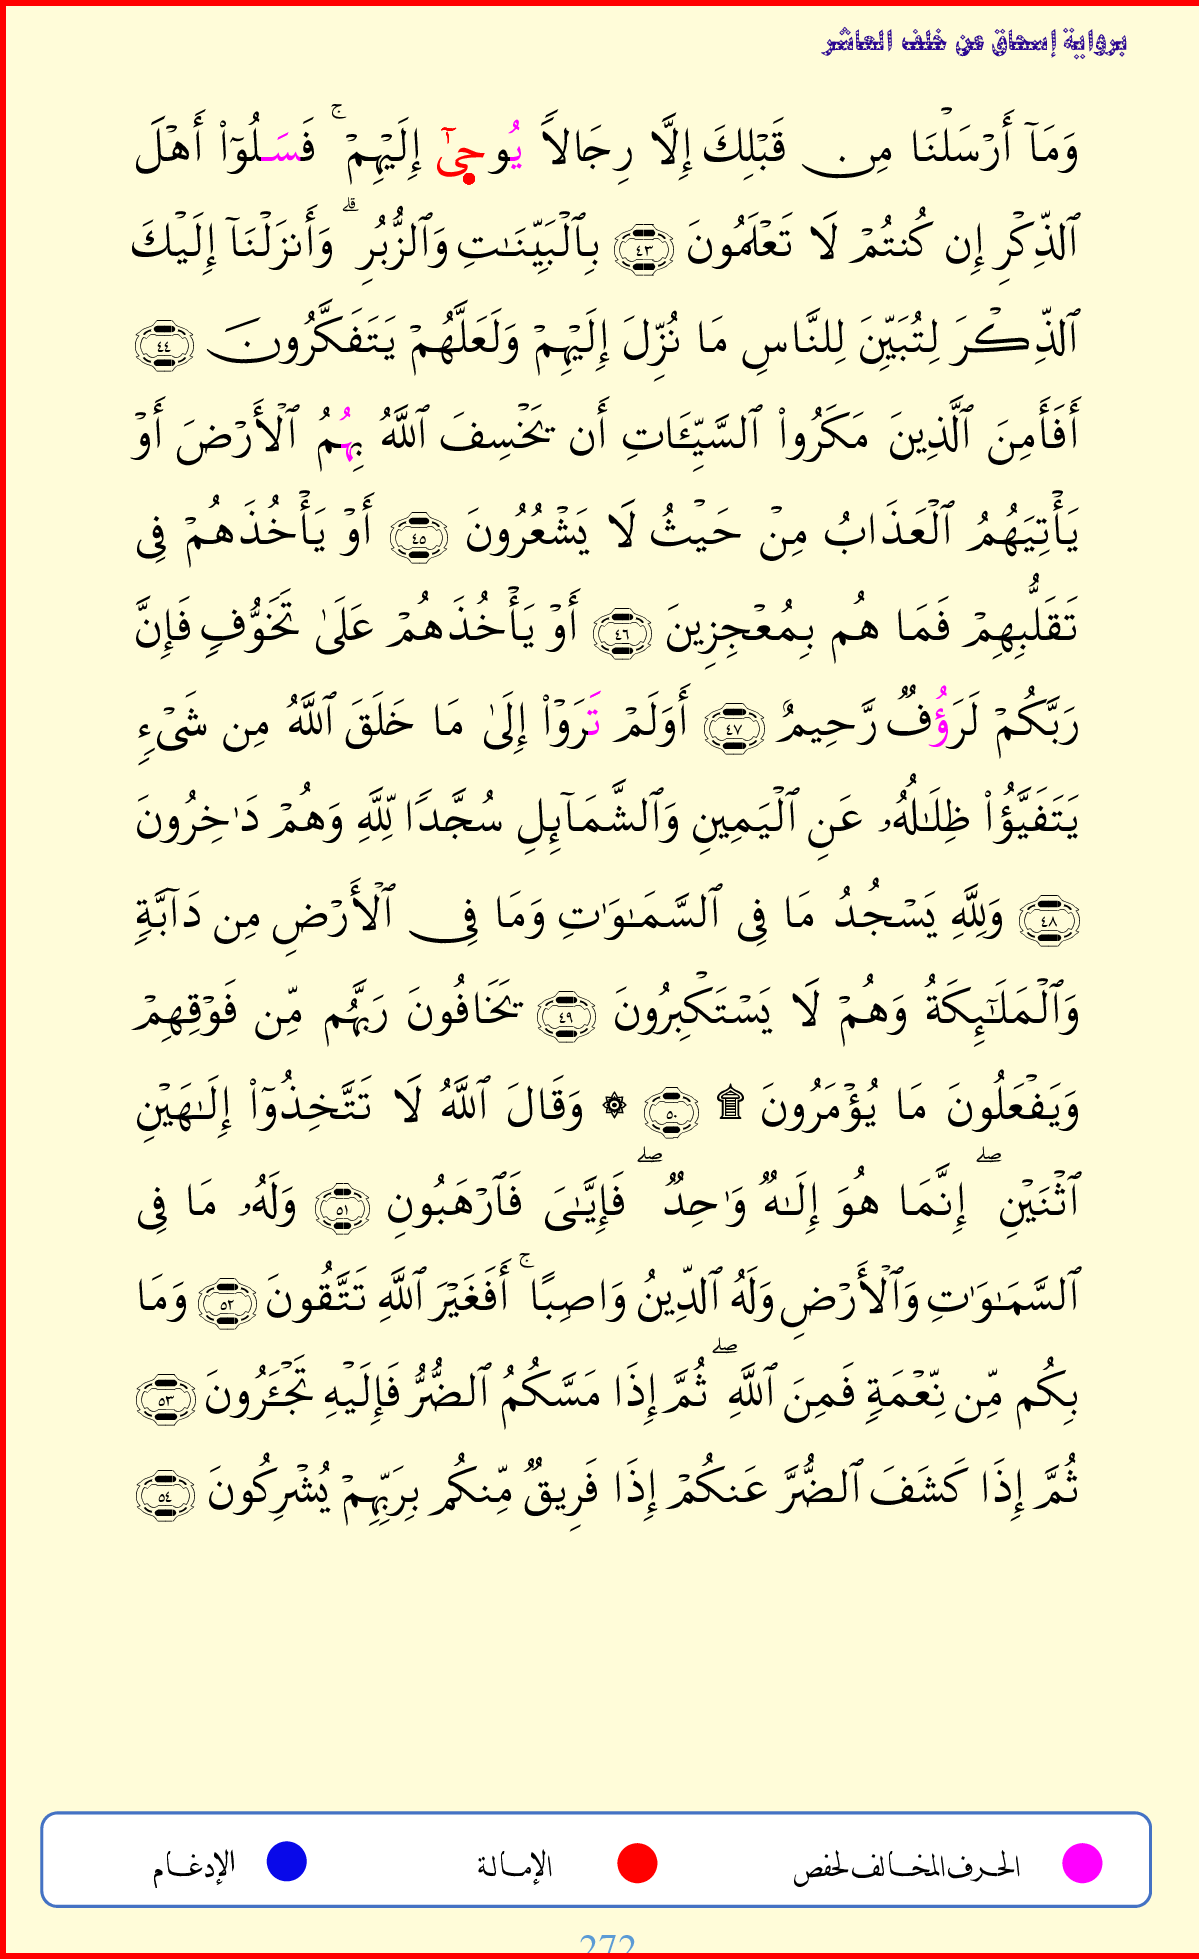 برواية إسحاق عن خلف العاشر
وَمَآ أَرۡسَلۡنَا مِن قَبۡلِكَ إِلَّا رِجَالٗا يُوحِيٰٓ إِلَيۡهِمۡۚ فَسَلُوٓاْ أَهۡلَ
ٱلذِّكۡرِ إِن كُنتُمۡ لَا تَعۡلَمُونَ ٤٣ بِٱلۡبَيِّنَٰتِ وَٱلزُّبُرِۗ وَأَنزَلۡنَآ إِلَيۡكَ
ٱلذِّكۡرَ لِتُبَيِّنَ لِلنَّاسِ مَا نُزِّلَ إِلَيۡهِمۡ وَلَعَلَّهُمۡ يَتَفَكَّرُونَ ٤٤
أَفَأَمِنَ ٱلَّذِينَ مَكَرُواْ ٱلسَّيِّـَٔاتِ أَن يَخۡسِفَ ٱللَّهُ بِهُمُ ٱلۡأَرۡضَ أَوۡ
يَأۡتِيَهُمُ ٱلۡعَذَابُ مِنۡ حَيۡثُ لَا يَشۡعُرُونَ ٤٥ أَوۡ يَأۡخُذَهُمۡ فِي
تَقَلُّبِهِمۡ فَمَا هُم بِمُعۡجِزِينَ ٤٦ أَوۡ يَأۡخُذَهُمۡ عَلَىٰ تَخَوُّفٖ فَإِنَّ
رَبَّكُمۡ لَرَؤُفٞ رَّحِيمٌ ٤٧ أَوَلَمۡ تَرَوۡاْ إِلَىٰ مَا خَلَقَ ٱللَّهُ مِن شَيۡءٖ
يَتَفَيَّؤُاْ ظِلَٰلُهُۥ عَنِ ٱلۡيَمِينِ وَٱلشَّمَآئِلِ سُجَّدٗا لِّلَّهِ وَهُمۡ دَٰخِرُونَ
٤٨ وَلِلَّهِ يَسۡجُدُۤ مَا فِي ٱلسَّمَٰوَٰتِ وَمَا فِي ٱلۡأَرۡضِ مِن دَآبَّةٖ
وَٱلۡمَلَٰٓئِكَةُ وَهُمۡ لَا يَسۡتَكۡبِرُونَ ٤٩ يَخَافُونَ رَبَّهُم مِّن فَوۡقِهِمۡ
وَيَفۡعَلُونَ مَا يُؤۡمَرُونَ ۩ ٥٠ ۞ وَقَالَ ٱللَّهُ لَا تَتَّخِذُوٓاْ إِلَٰهَيۡنِ
ٱثۡنَيۡنِۖ إِنَّمَا هُوَ إِلَٰهٞ وَٰحِدٞۖ فَإِيَّٰيَ فَٱرۡهَبُونِ ٥١ وَلَهُۥ مَا فِي
ٱلسَّمَٰوَٰتِ وَٱلۡأَرۡضِ وَلَهُ ٱلدِّينُ وَاصِبًاۚ أَفَغَيۡرَ ٱللَّهِ تَتَّقُونَ ٥٢ وَمَا
بِكُم مِّن نِّعۡمَةٖ فَمِنَ ٱللَّهِۖ ثُمَّ إِذَا مَسَّكُمُ ٱلضُّرُّ فَإِلَيۡهِ تَجۡـَٔرُونَ ٥٣
ثُمَّ إِذَا كَشَفَ ٱلضُّرَّ عَنكُمۡ إِذَا فَرِيقٞ مِّنكُم بِرَبِّهِمۡ يُشۡرِكُونَ ٥٤
الحرف المخالف لحفص الإمالة الإدغام
272